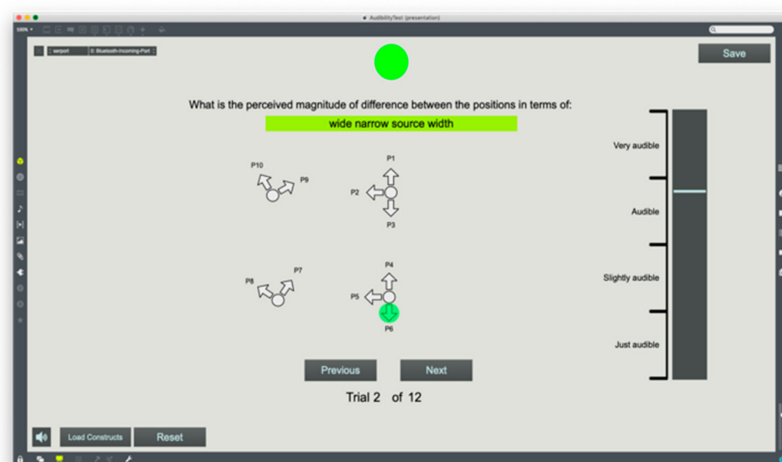 AudibilityTest (presentation)
100%
serport
Bluetooth-Incoming-Port
Save
What is the perceived magnitude of difference between the positions in terms of:
wide narrow source width
P10
P9
P1
P2
P3
P8
P7
P4
P5
P6
Very audible
Audible
Slightly audible
Just audible
Previous
Next
Trial 2 of 12
Load Constructs
Reset